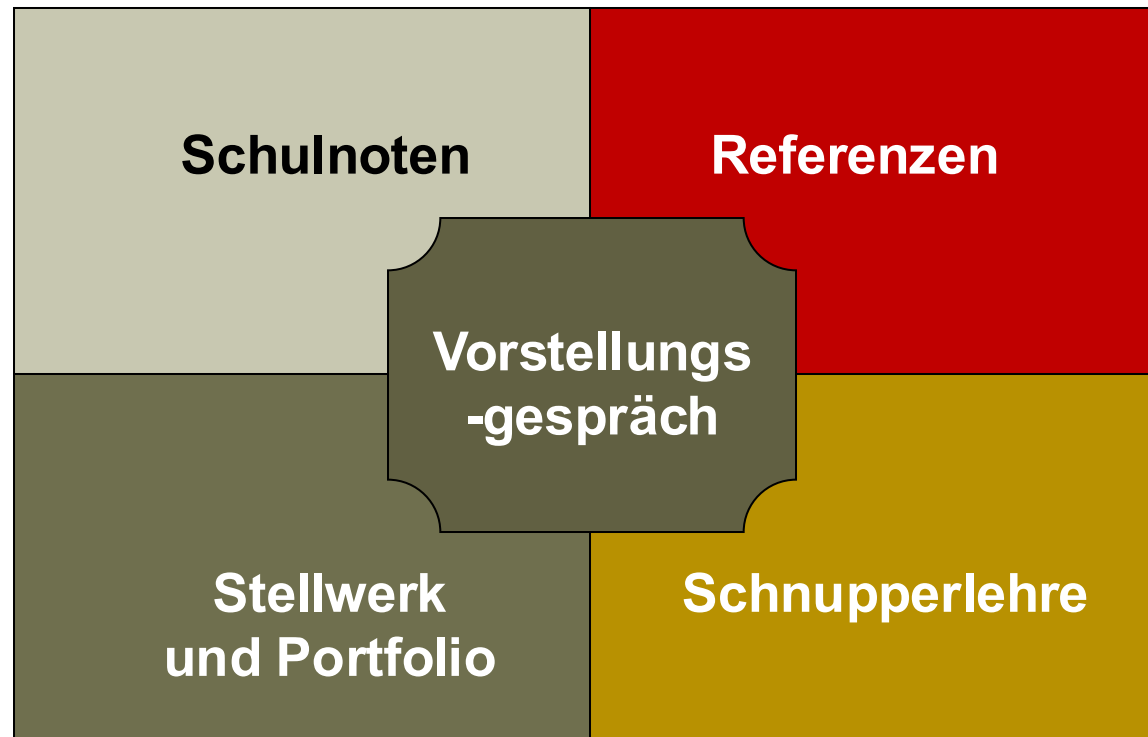 Schulnoten
Referenzen
Vorstellungs
-gespräch
Stellwerk
und Portfolio
Schnupperlehre